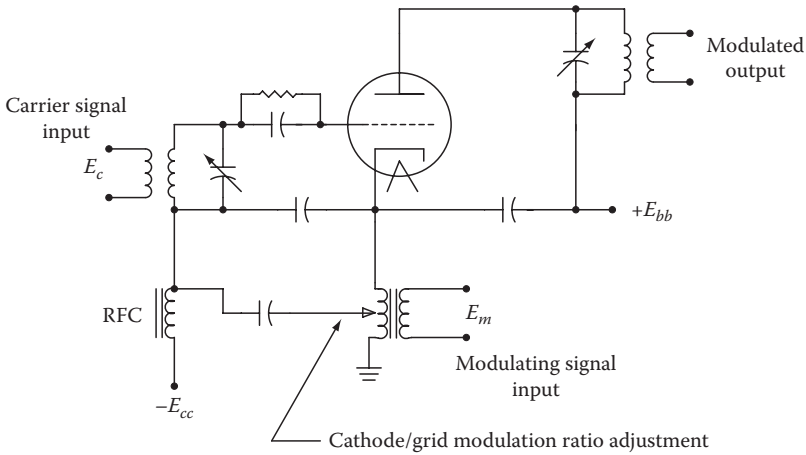 Modulated
output
Carrier signal
input
E_c
+E_bb
RFC
E_m
Modulating signal
input
–E_cc
Cathode/grid modulation ratio adjustment